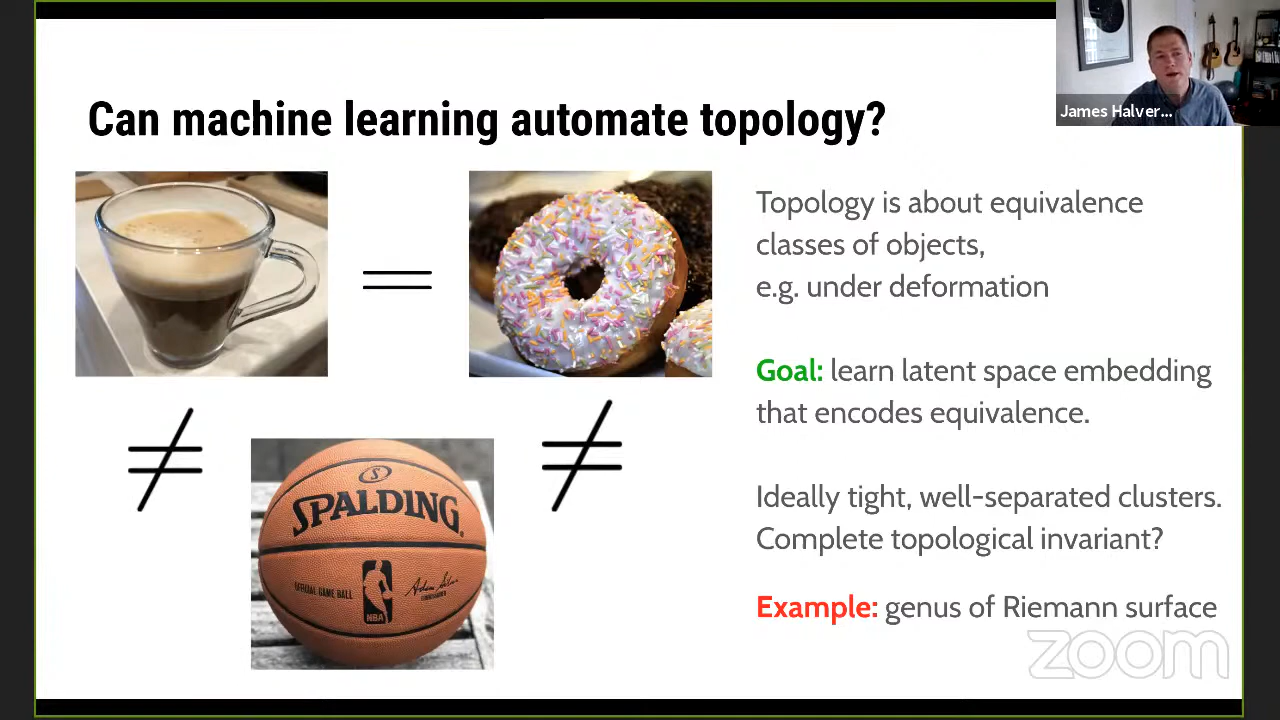 James Halver...
Can machine learning automate topology?
=
Topology is about equivalence
classes of objects,
e.g. under deformation
Goal: learn latent space embedding
that encodes equivalence.
≠
≠
SPALDING
OFFICIAL GAME BALL
NBA
Ideally tight, well-separated clusters.
Complete topological invariant?
Example: genus of Riemann surface
zoom